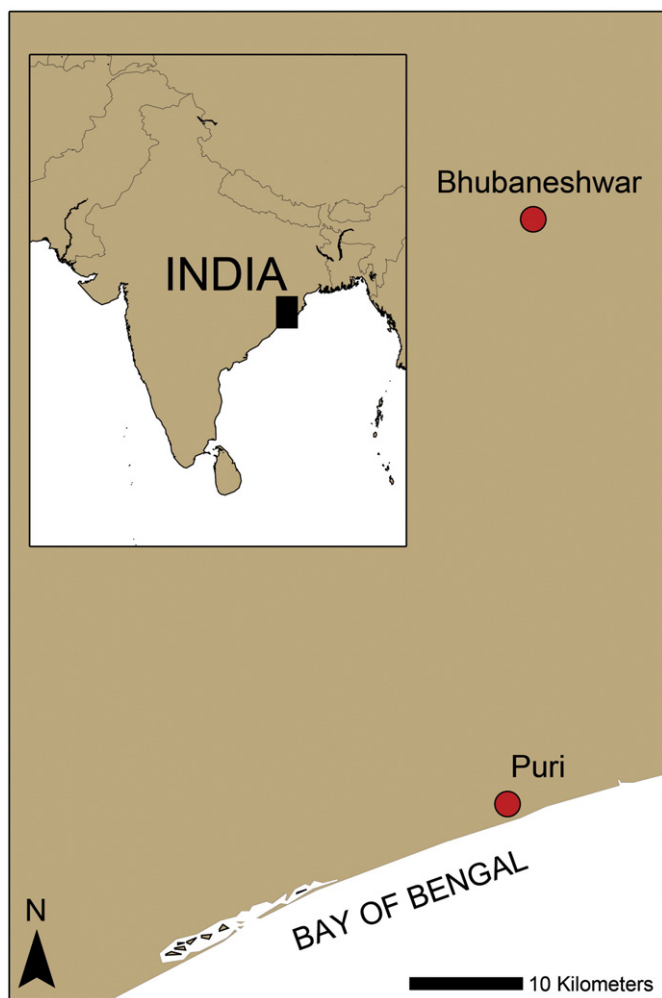 INDIA
Bhubaneshwar
Puri
BAY OF BENGAL
N
10 Kilometers